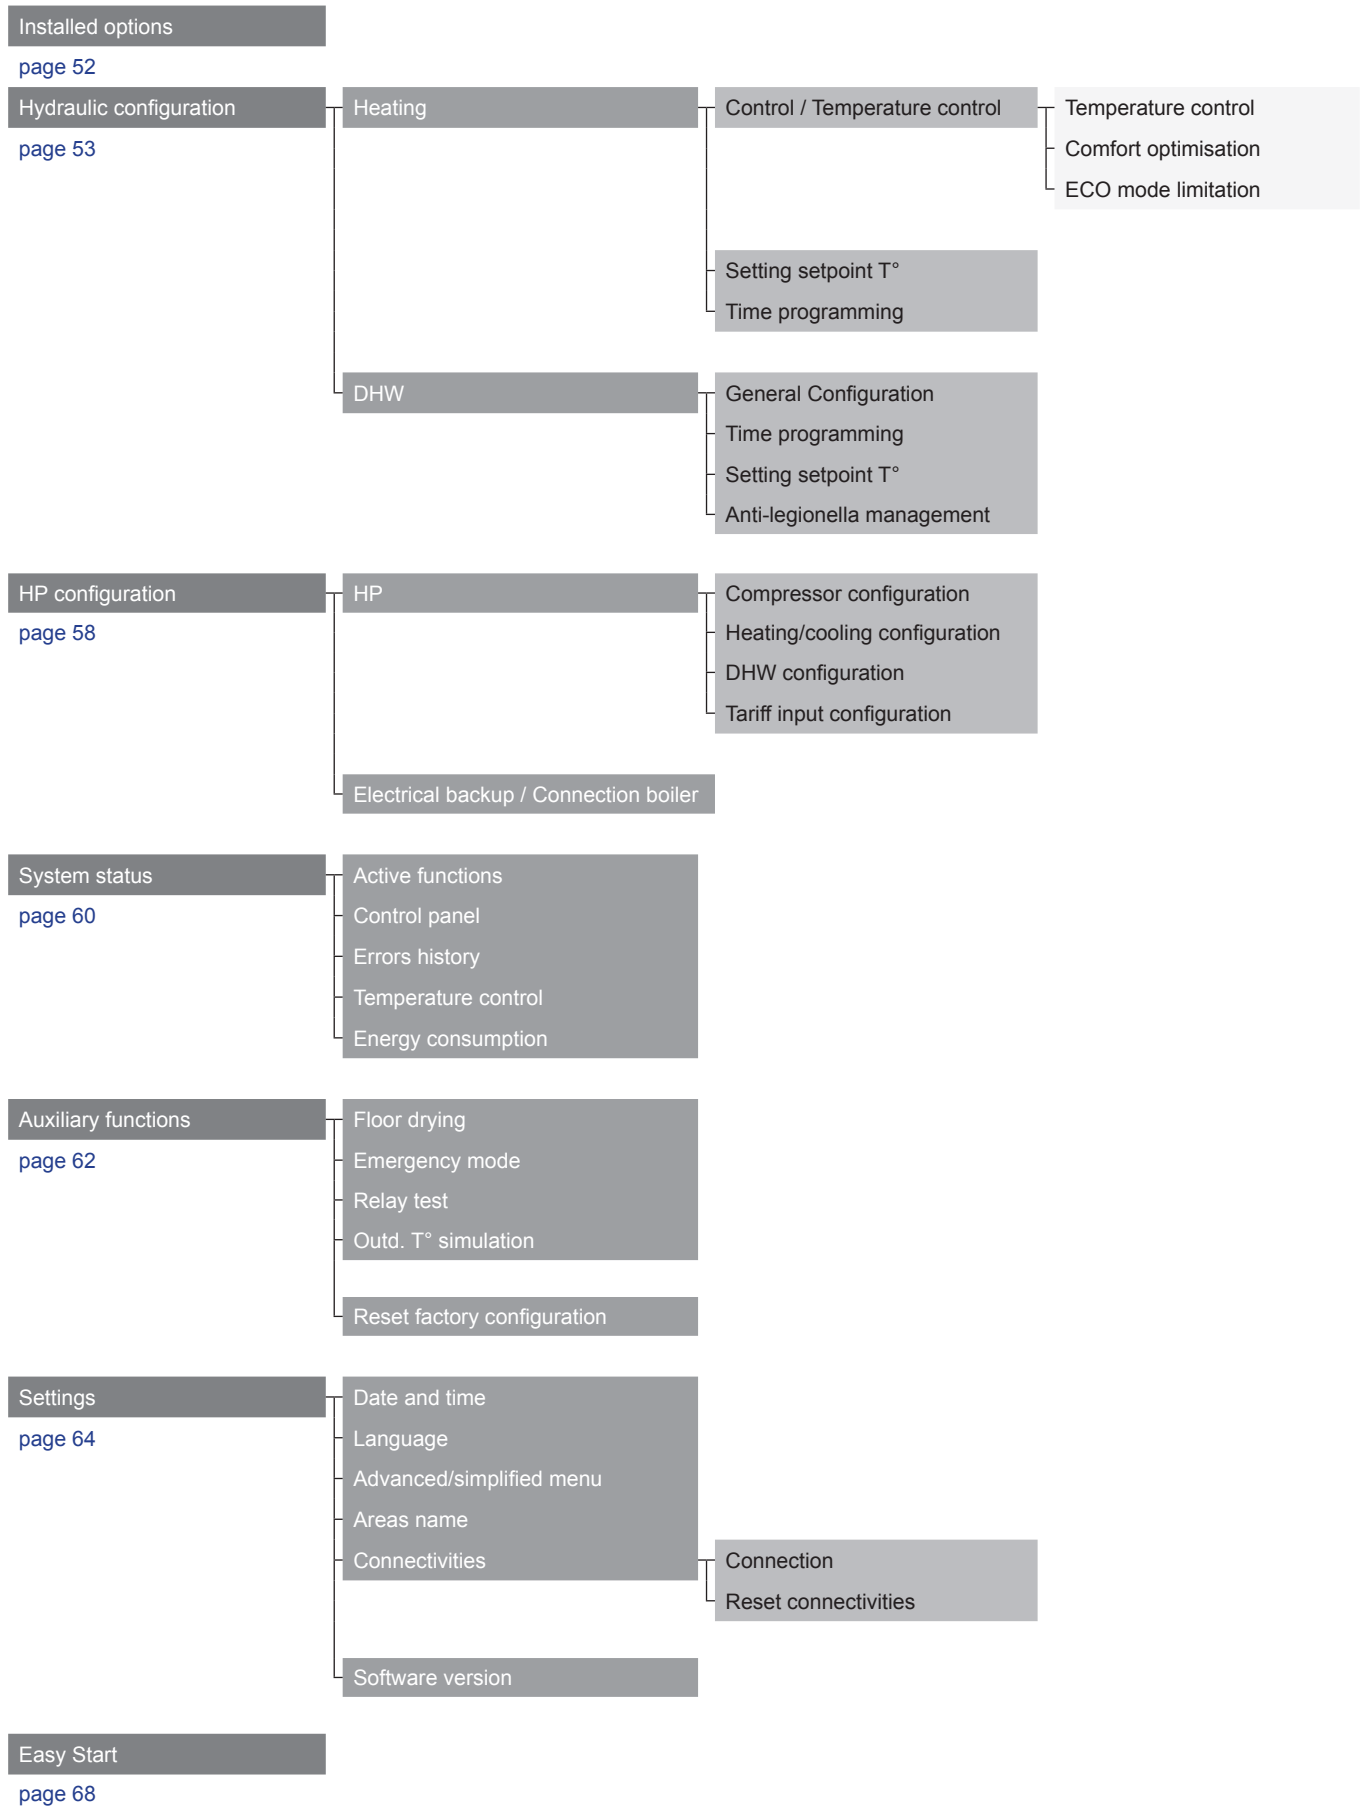 Installed options
page 52
Hydraulic configuration
Heating
Control / Temperature control
Temperature control
page 53
Comfort optimisation
ECO mode limitation
Setting setpoint T°
Time programming
DHW
General Configuration
Time programming
Setting setpoint T°
Anti-legionella management
HP configuration
HP
Compressor configuration
page 58
Heating/cooling configuration
DHW configuration
Tariff input configuration
Electrical backup / Connection boiler
System status
Active functions
page 60
Control panel
Errors history
Temperature control
Energy consumption
Auxiliary functions
Floor drying
page 62
Emergency mode
Relay test
Outd. T° simulation
Reset factory configuration
Settings
Date and time
page 64
Language
Advanced/simplified menu
Areas name
Connectivities
Connection
Reset connectivities
Software version
Easy Start
page 68